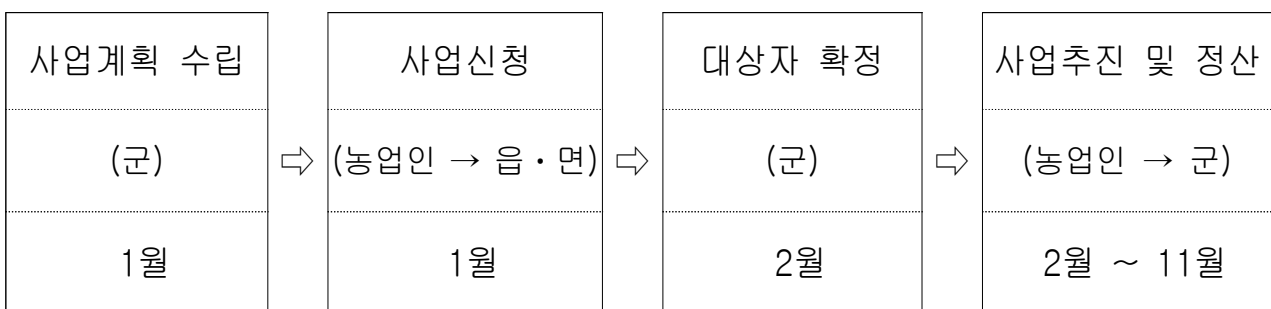 사업계획 수립 사업신청 대상자 확정 사업추진 및 정산
(군) ⇨ (농업인 → 읍・면) ⇨ (군) ⇨ (농업인 → 군)
1월 1월 2월 2월 ~ 11월